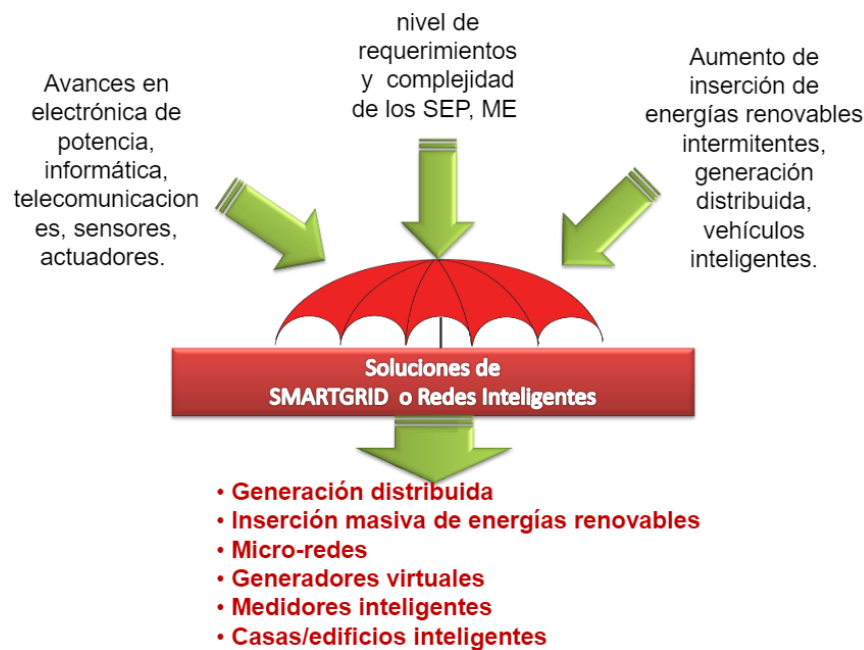 Avances en
electrónica de
potencia,
informática,
telecomunicacion
es, sensores,
actuadores.
nivel de
requerimientos
y complejidad
de los SEP, ME
Aumento de
inserción de
energías renovables
intermitentes,
generación
distribuida,
vehículos
inteligentes.
Soluciones de
SMARTGRID o Redes Inteligentes
• Generación distribuida
• Inserción masiva de energías renovables
• Micro-redes
• Generadores virtuales
• Medidores inteligentes
• Casas/edificios inteligentes